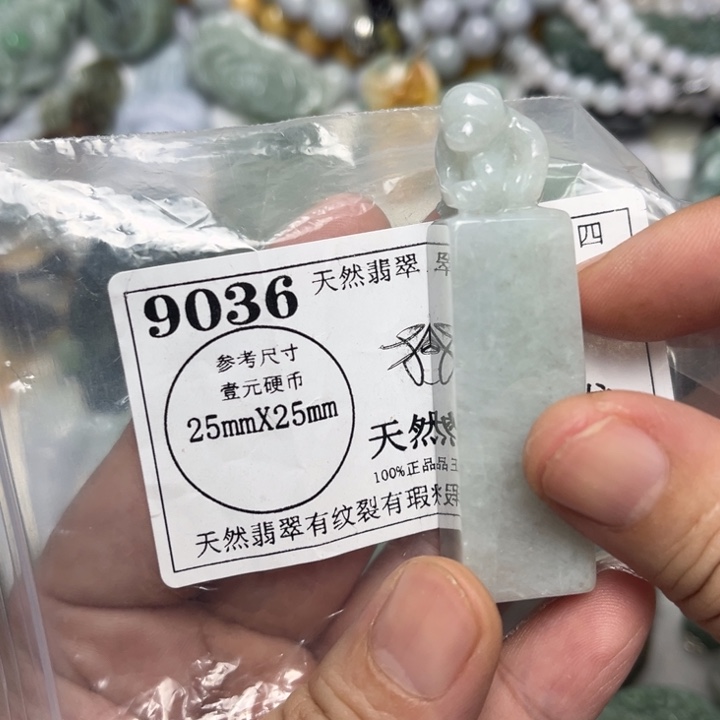 9036 天然翡翠
四
参考尺寸
壹元硬币
25mmX25mm
天然
100%正品
天然翡翠有纹裂有瑕